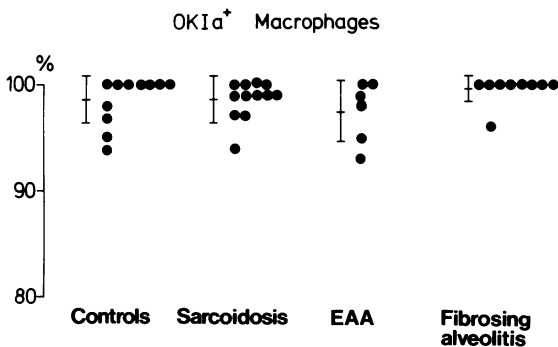 OKIa+ Macrophages
%
100
90
80
Controls Sarcoidosis EAA Fibrosing alveolitis